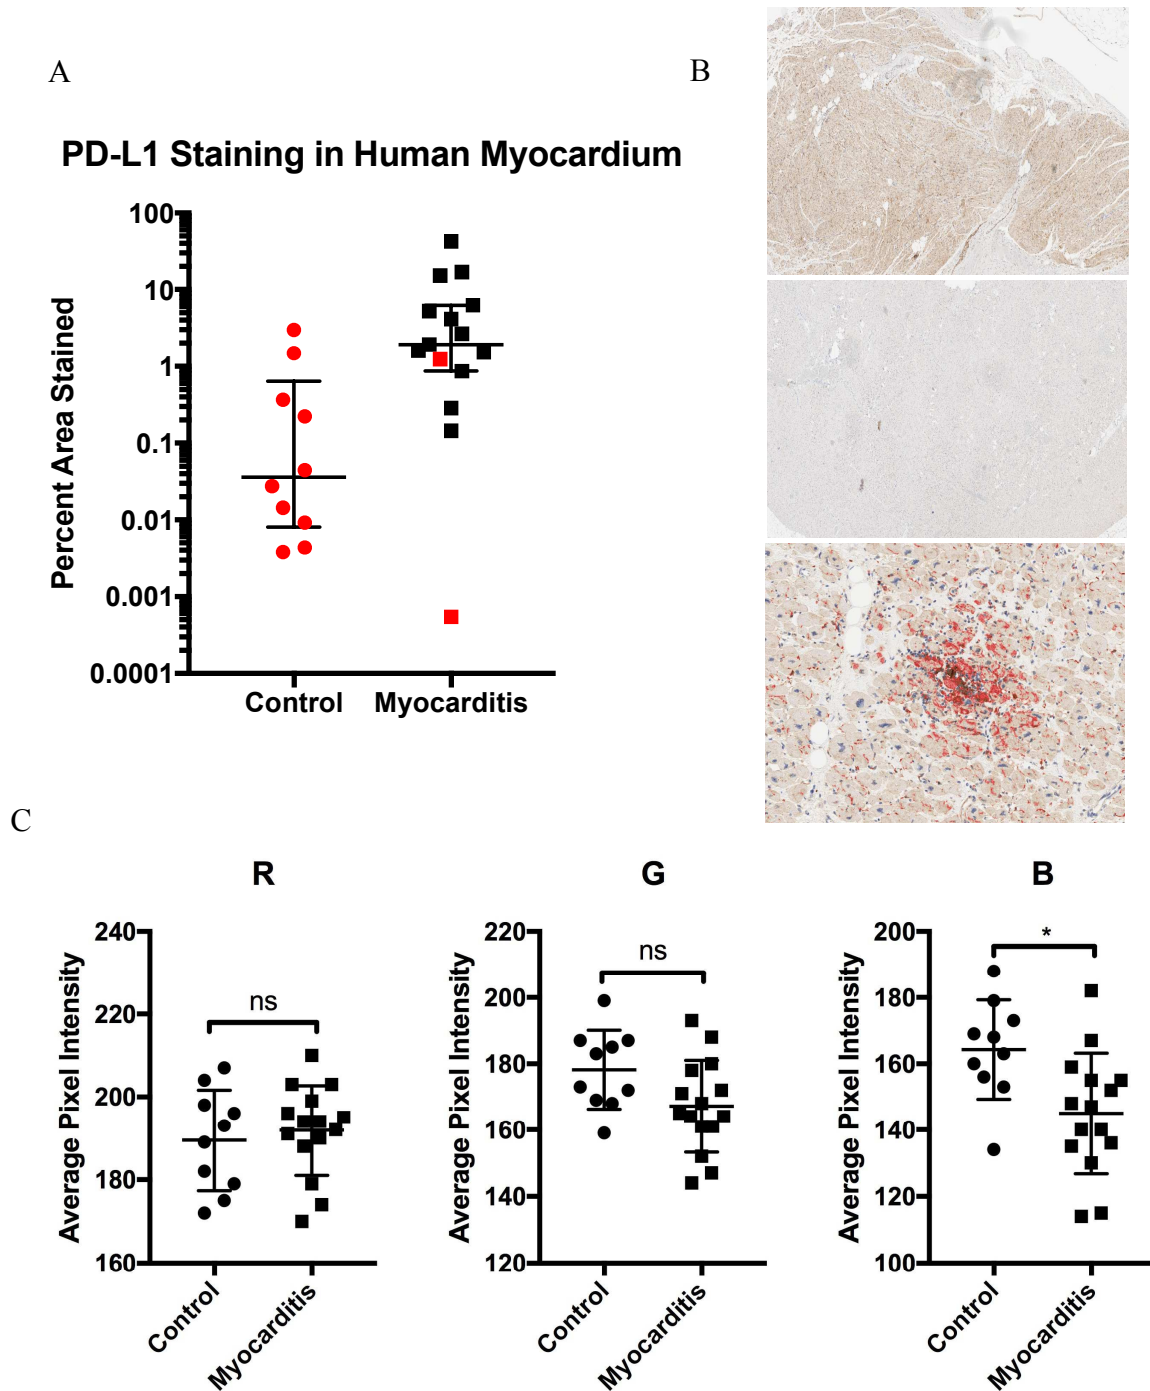 A
B
PD-L1 Staining in Human Myocardium
Percent Area Stained
100
10
1
0.1
0.01
0.001
0.0001
Control Myocarditis
C
R
Average Pixel Intensity
240
220
200
180
160
ns
Control
Myocarditis
G
Average Pixel Intensity
220
200
180
160
140
120
ns
Control
Myocarditis
B
Average Pixel Intensity
200
180
160
140
120
100
*
Control
Myocarditis